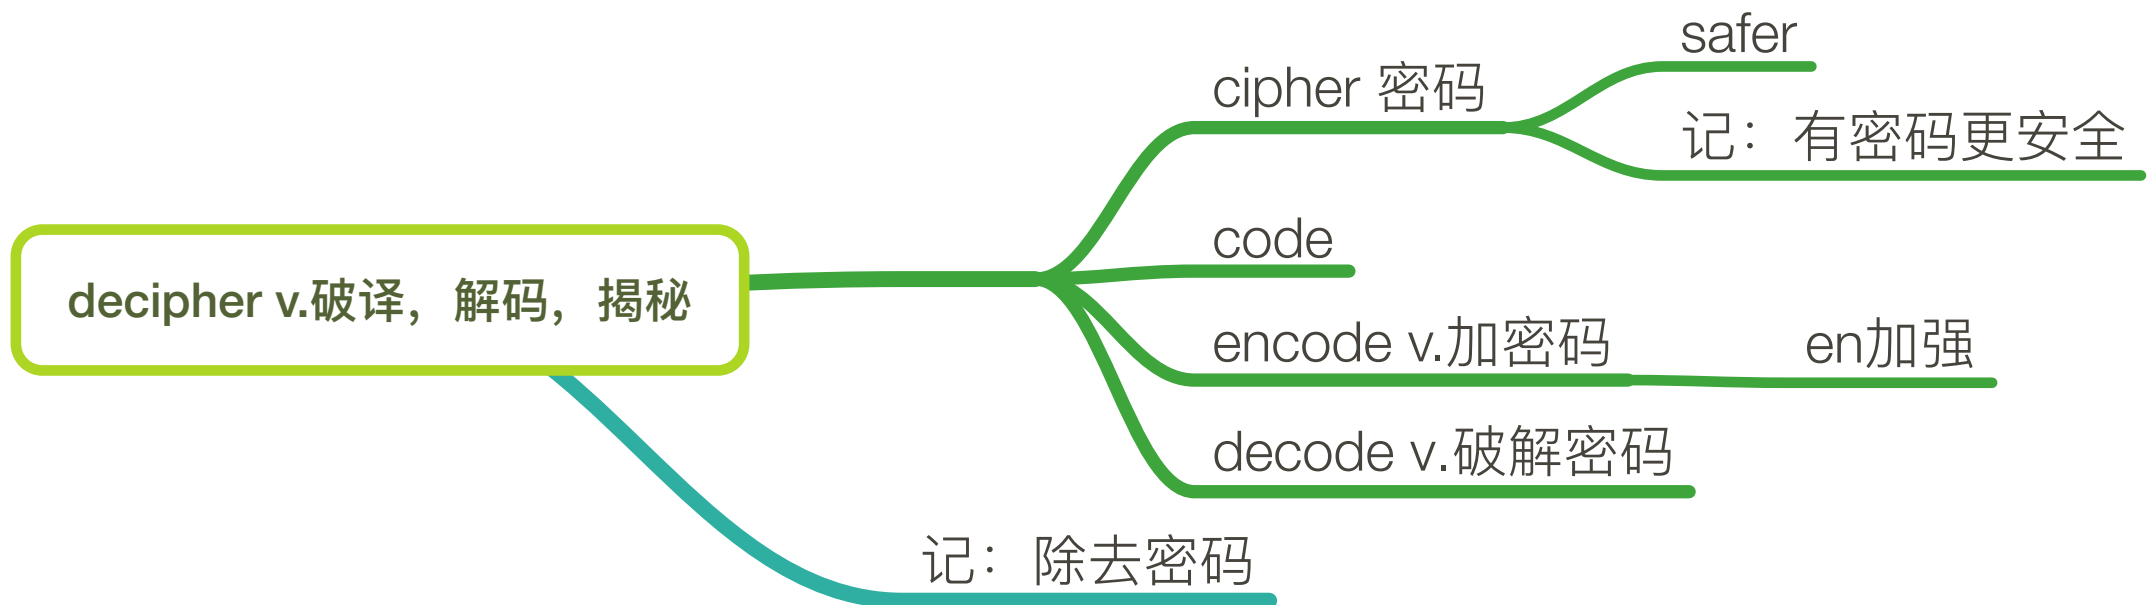 decipher v.破译，解码，揭秘
cipher 密码
safer
记：有密码更安全
code
encode v.加密码
en加强
decode v.破解密码
记：除去密码